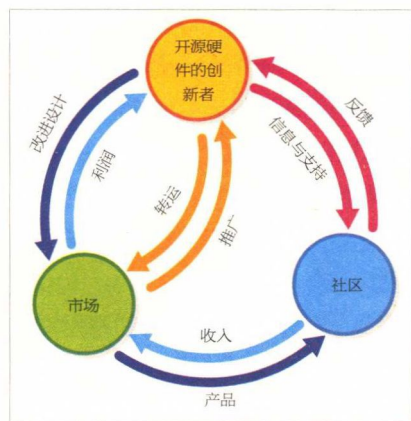 开源硬
件的创
新者
改进设计
利润
转运
推广
信息与支持
反馈
市场
社区
收入
产品